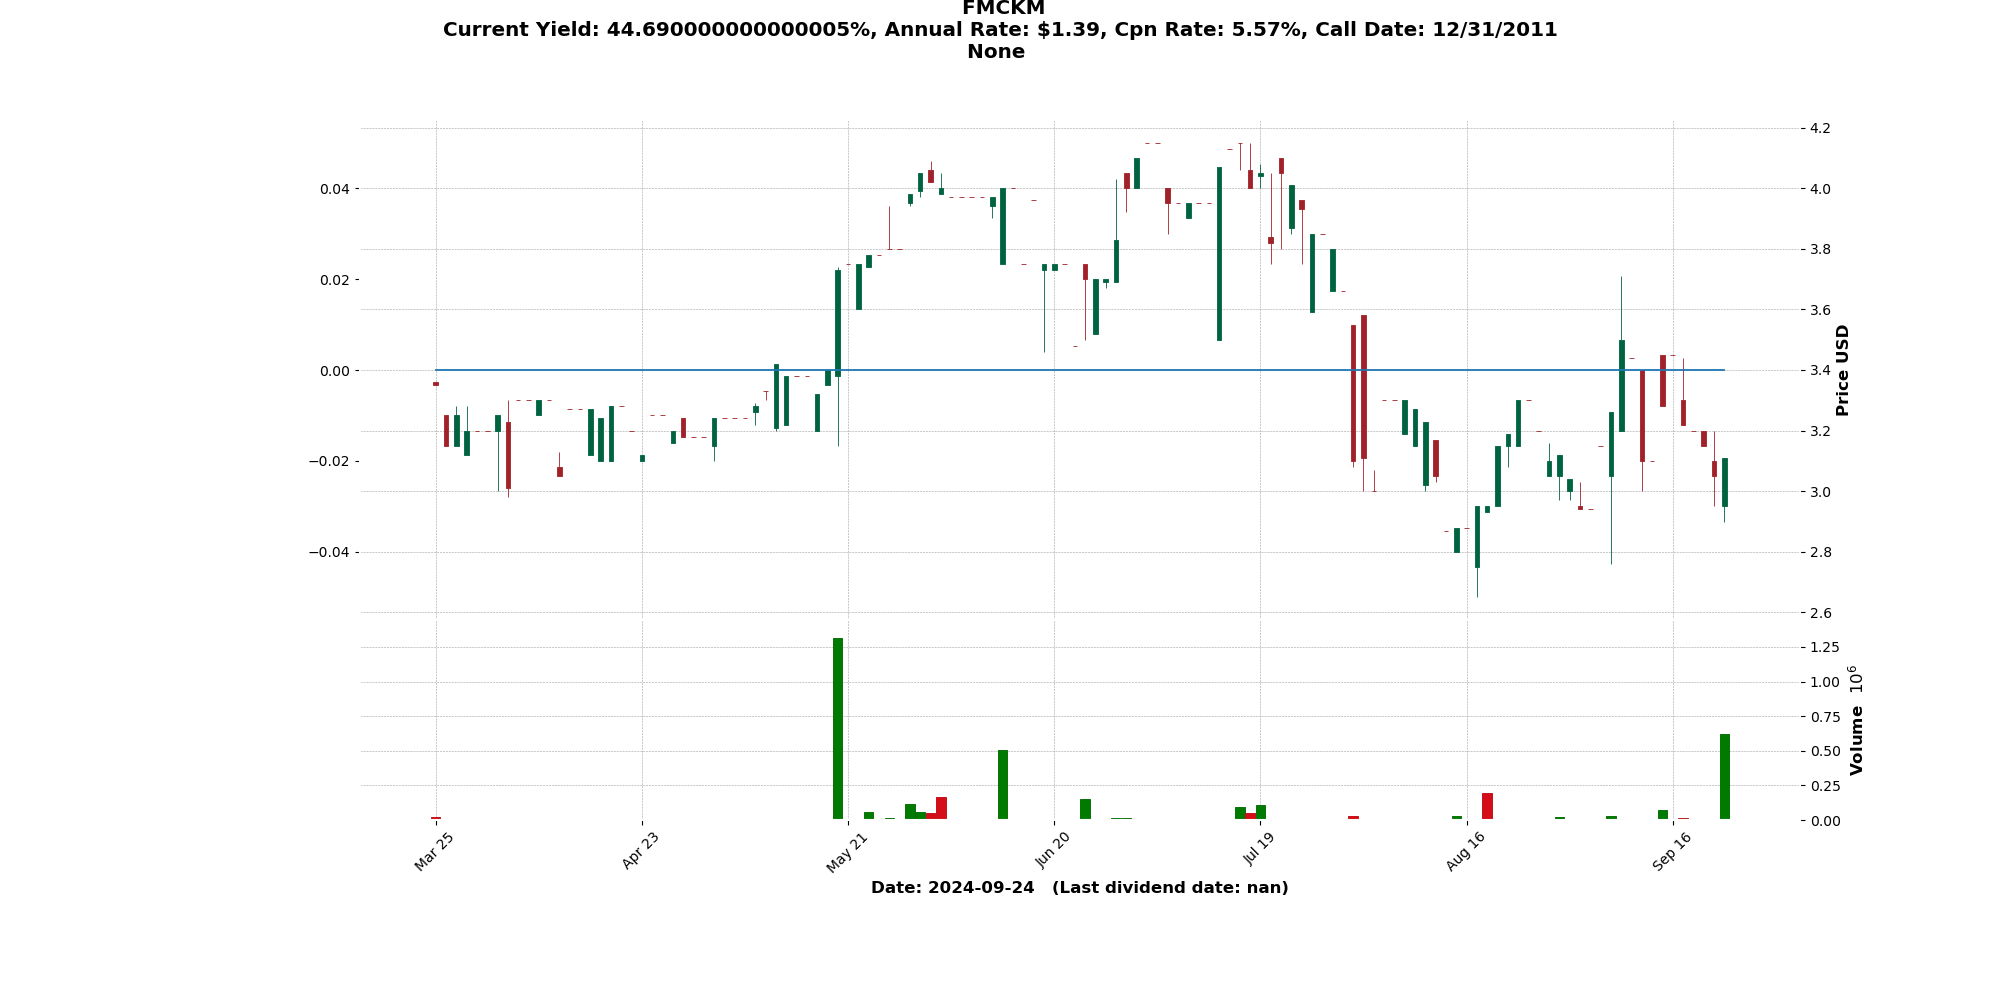 FMCKM
Current Yield: 44.690000000000005%, Annual Rate: $1.39, Cpn Rate: 5.57%, Call Date: 12/31/2011
None
0.04
0.02
0.00
−0.02
−0.04
4.2
4.0
3.8
3.6
3.4
3.2
3.0
2.8
2.6
Price USD
1.25
1.00
0.75
0.50
0.25
0.00
Volume 10^6
Mar 25
Apr 23
May 21
Jun 20
Jul 19
Aug 16
Sep 16
Date: 2024-09-24 (Last dividend date: nan)